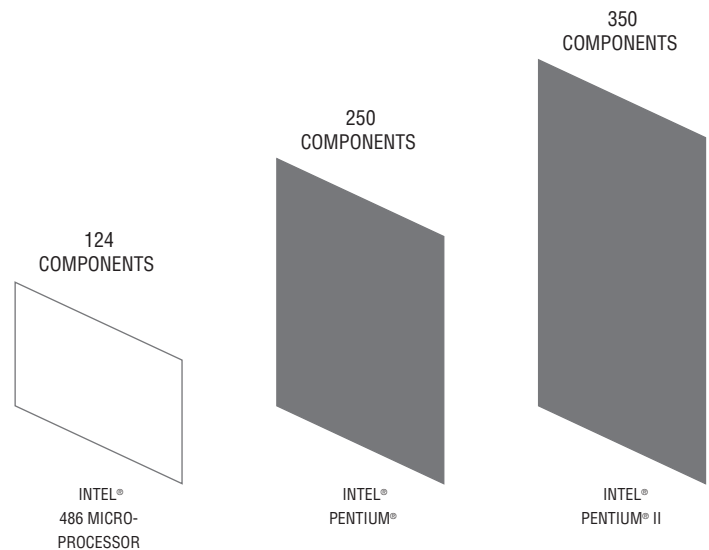 350
COMPONENTS
250
COMPONENTS
124
COMPONENTS
INTEL®
486 MICRO-
PROCESSOR
INTEL®
PENTIUM®
INTEL®
PENTIUM® II